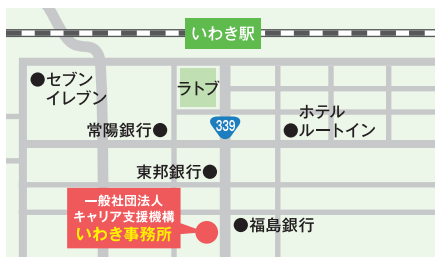 いわき駅
セブン
イレブン
ラトブ
常陽銀行
339
ホテル
ルートイン
東邦銀行
一般社団法人
キャリア支援機構
いわき事務所
福島銀行